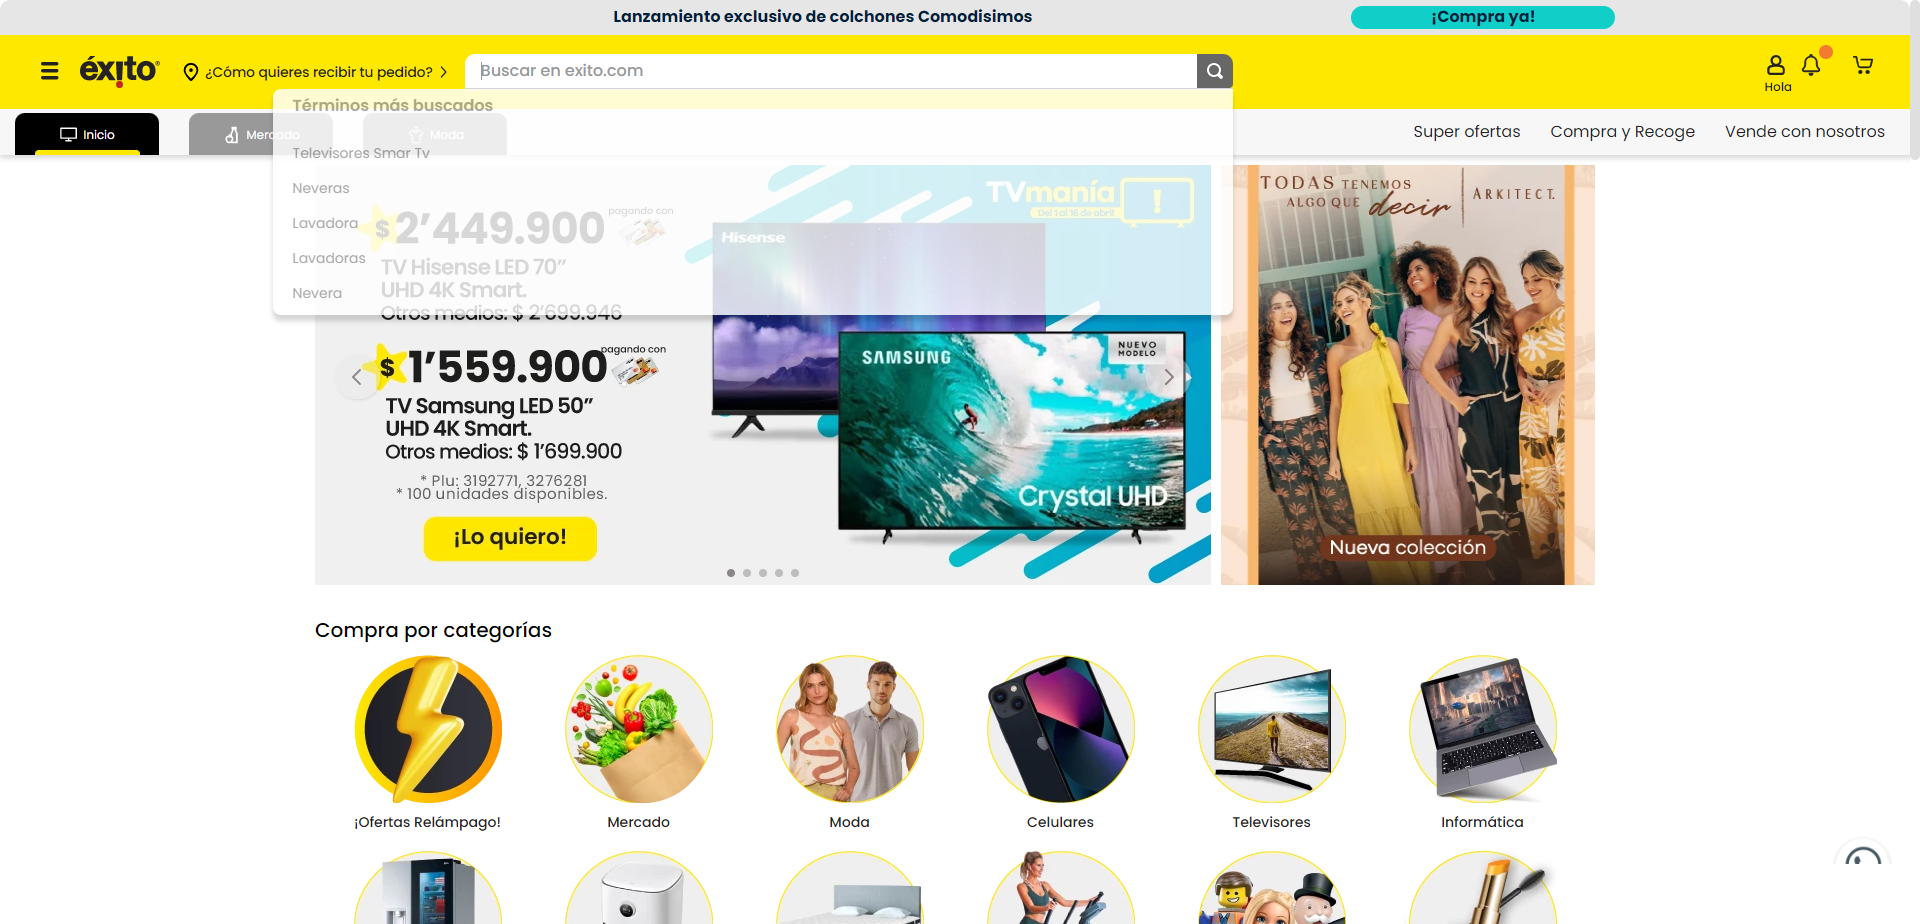 Lanzamiento exclusivo de colchones Comodisimos
¡Compra ya!
éxito
¿Cómo quieres recibir tu pedido?
Buscar en exito.com
Hola
Términos más buscados
Inicio
Mercado
Moda
Super ofertas
Compra y Recoge
Vende con nosotros
Televisores Smar Tv
Neveras
Lavadora
Lavadoras
Nevera
$ 2’449.900
pagando con
TV Hisense LED 70”
UHD 4K Smart.
Otros medios: $ 2’699.946
$ 1’559.900
pagando con
TV Samsung LED 50”
UHD 4K Smart.
Otros medios: $ 1’699.900
* Plu: 3192771, 3276281
* 100 unidades disponibles.
¡Lo quiero!
TVmanía
Del 1 al 16 de abril
Hisense
SAMSUNG
NUEVO
MODELO
Crystal UHD
TODAS TENEMOS
ALGO QUE decir
ARKITECT.
Nueva colección
Compra por categorías
¡Ofertas Relámpago!
Mercado
Moda
Celulares
Televisores
Informática